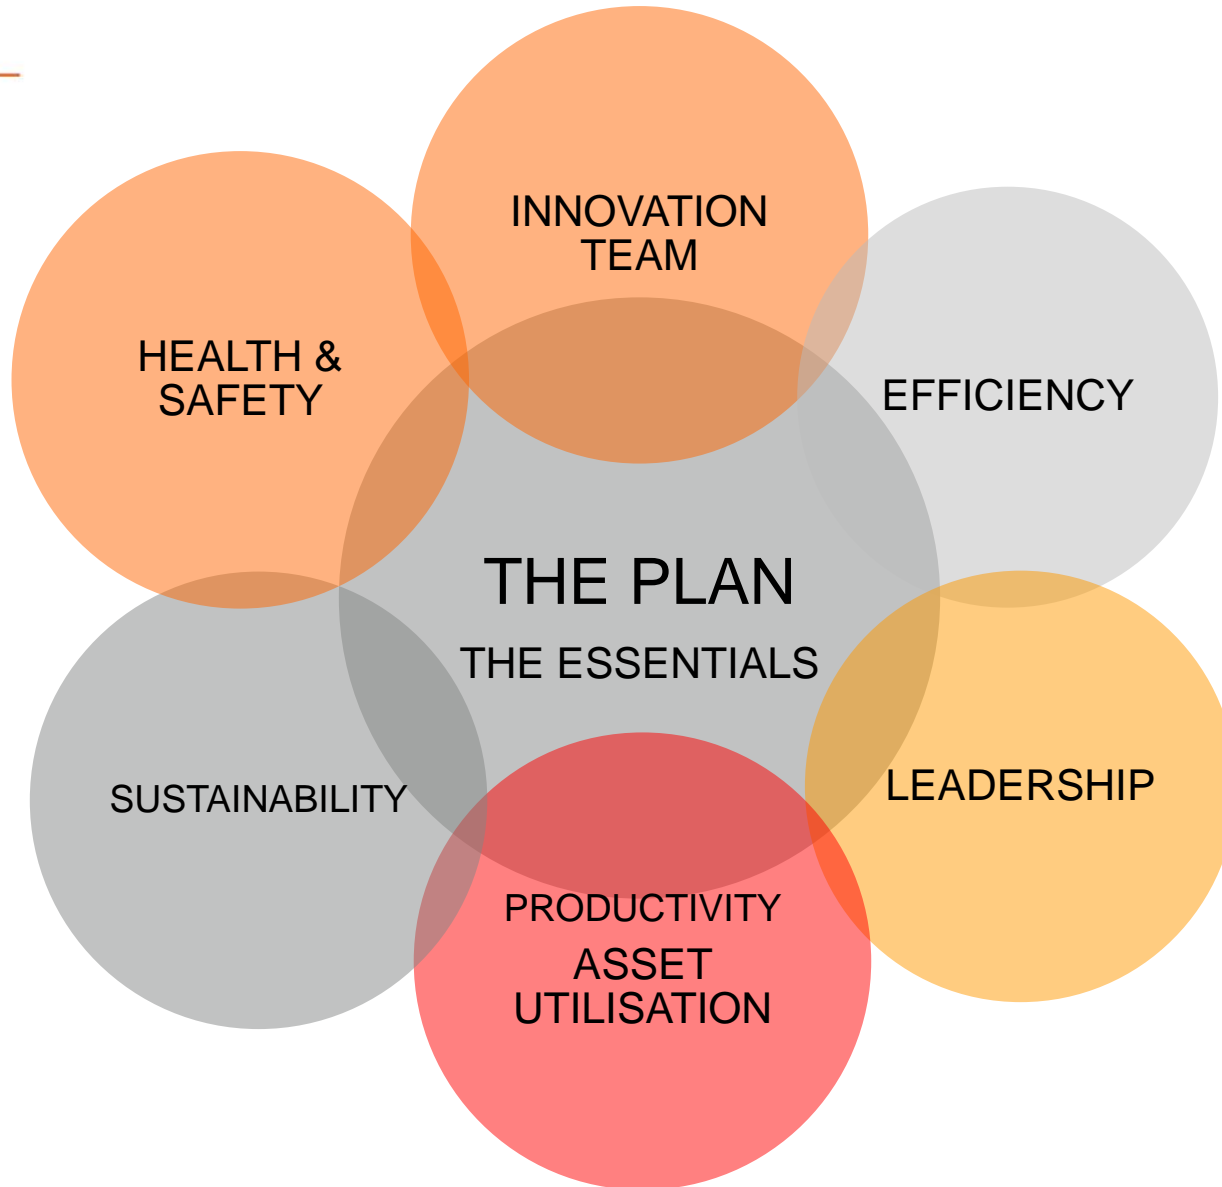 INNOVATION
TEAM
HEALTH &
SAFETY
EFFICIENCY
THE PLAN
THE ESSENTIALS
SUSTAINABILITY
LEADERSHIP
PRODUCTIVITY
ASSET
UTILISATION